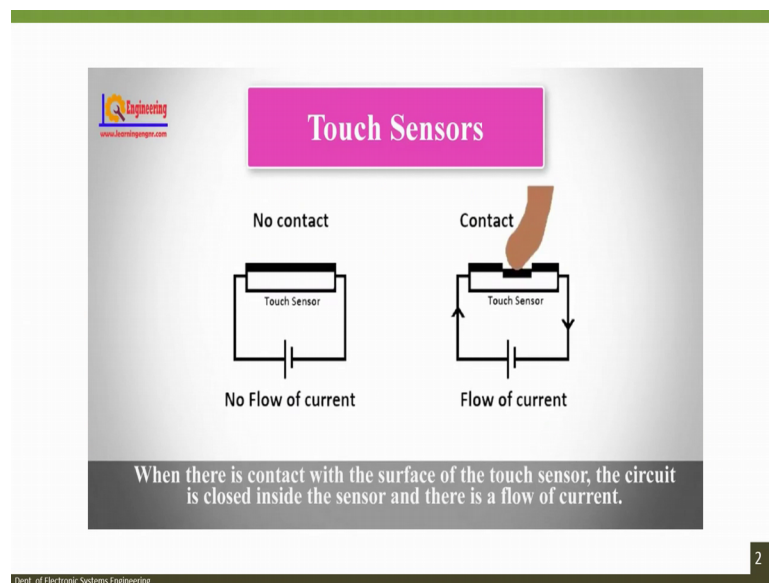 Engineering
www.learningengnr.com
Touch Sensors
No contact
Contact
Touch Sensor
Touch Sensor
No Flow of current
Flow of current
When there is contact with the surface of the touch sensor, the circuit
is closed inside the sensor and there is a flow of current.
2
Dept. of Electronic Systems Engineering